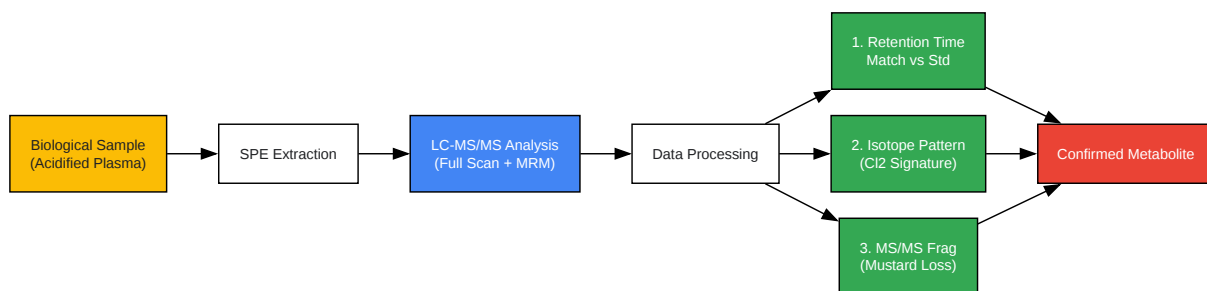 Biological Sample
(Acidified Plasma)
SPE Extraction
LC-MS/MS Analysis
(Full Scan + MRM)
Data Processing
1. Retention Time
Match vs Std
2. Isotope Pattern
(Cl2 Signature)
3. MS/MS Frag
(Mustard Loss)
Confirmed Metabolite